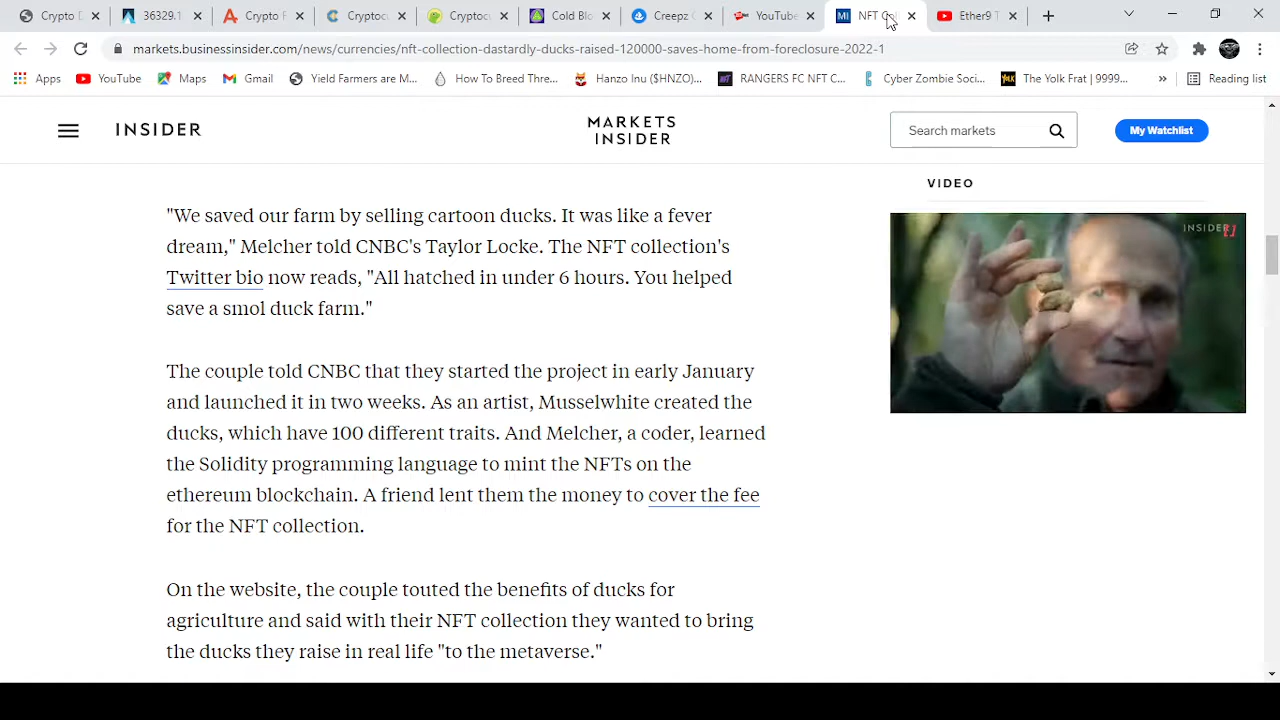 Crypto D
36329.1
Crypto F
Cryptoc
Cryptoc
Cold Blo
Creepz G
YouTube
NFT Col
Ether9 T
markets.businessinsider.com/news/currencies/nft-collection-dastardly-ducks-raised-120000-saves-home-from-foreclosure-2022-1
Apps
YouTube
Maps
Gmail
Yield Farmers are M...
How To Breed Thre...
Hanzo Inu ($HNZO)...
RANGERS FC NFT C...
Cyber Zombie Soci...
The Yolk Frat | 9999...
»
Reading list
INSIDER
MARKETS
INSIDER
Search markets
My Watchlist
VIDEO
INSIDER
"We saved our farm by selling cartoon ducks. It was like a fever
dream," Melcher told CNBC's Taylor Locke. The NFT collection's
Twitter bio now reads, "All hatched in under 6 hours. You helped
save a smol duck farm."
The couple told CNBC that they started the project in early January
and launched it in two weeks. As an artist, Musselwhite created the
ducks, which have 100 different traits. And Melcher, a coder, learned
the Solidity programming language to mint the NFTs on the
ethereum blockchain. A friend lent them the money to cover the fee
for the NFT collection.
On the website, the couple touted the benefits of ducks for
agriculture and said with their NFT collection they wanted to bring
the ducks they raise in real life "to the metaverse."